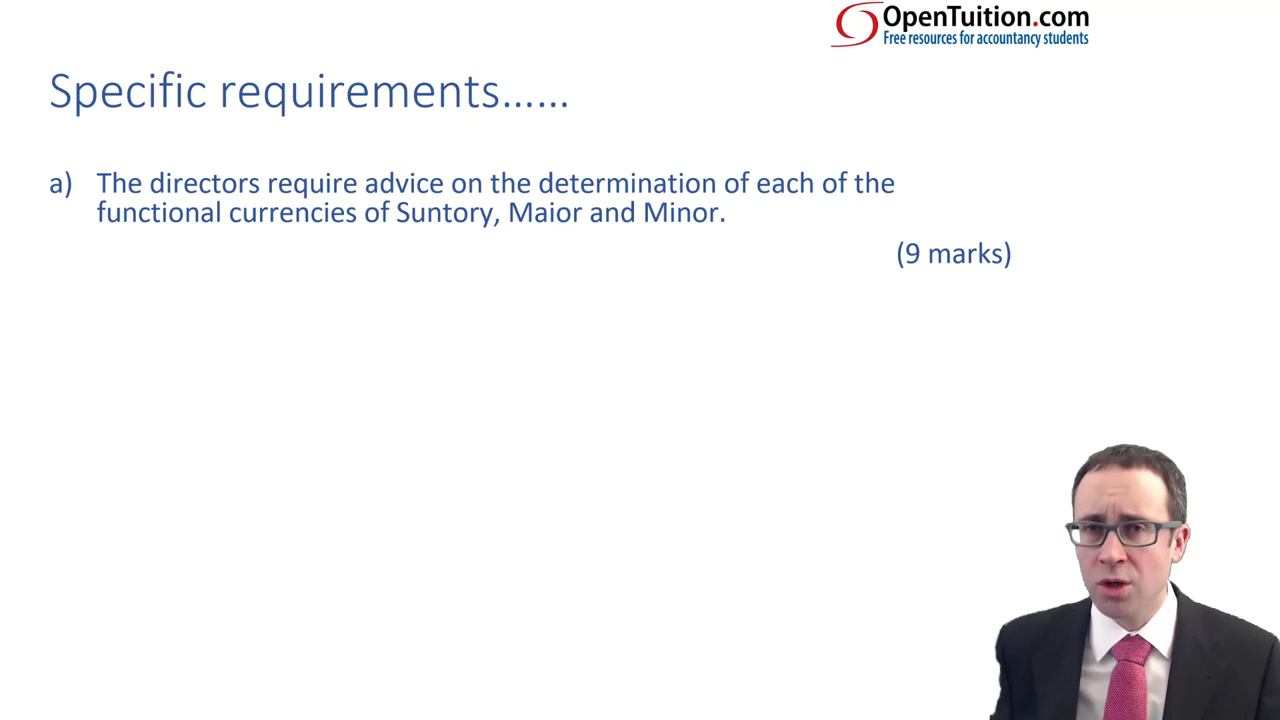 OpenTuition.com
Free resources for accountancy students
Specific requirements......
a) The directors require advice on the determination of each of the
functional currencies of Suntory, Maior and Minor.
(9 marks)